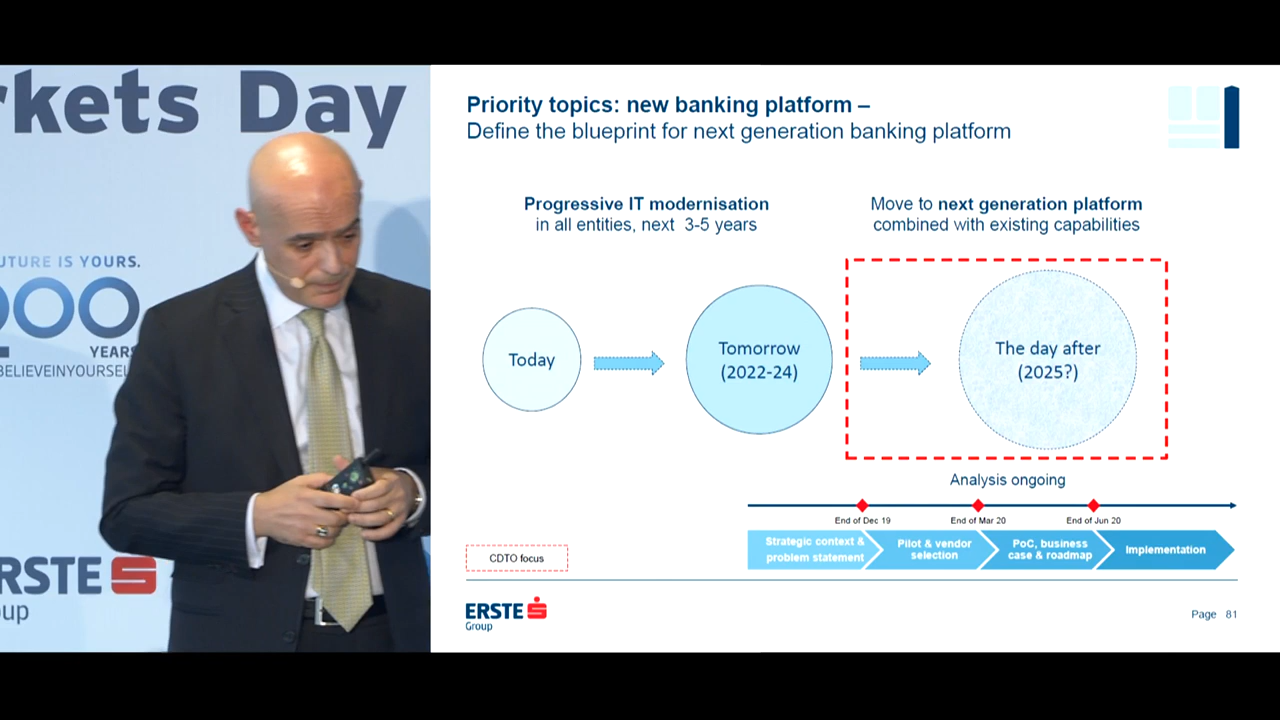 rkets Day
UTURE IS YOURS.
200
YEARS
BELIEVEINYOURSEL
RSTE
oup
Priority topics: new banking platform –
Define the blueprint for next generation banking platform
Progressive IT modernisation
in all entities, next 3-5 years
Move to next generation platform
combined with existing capabilities
Today
Tomorrow
(2022-24)
The day after
(2025?)
Analysis ongoing
End of Dec 19
End of Mar 20
End of Jun 20
Strategic context &
problem statement
Pilot & vendor
selection
PoC, business
case & roadmap
Implementation
CDTO focus
ERSTE
Group
Page 81